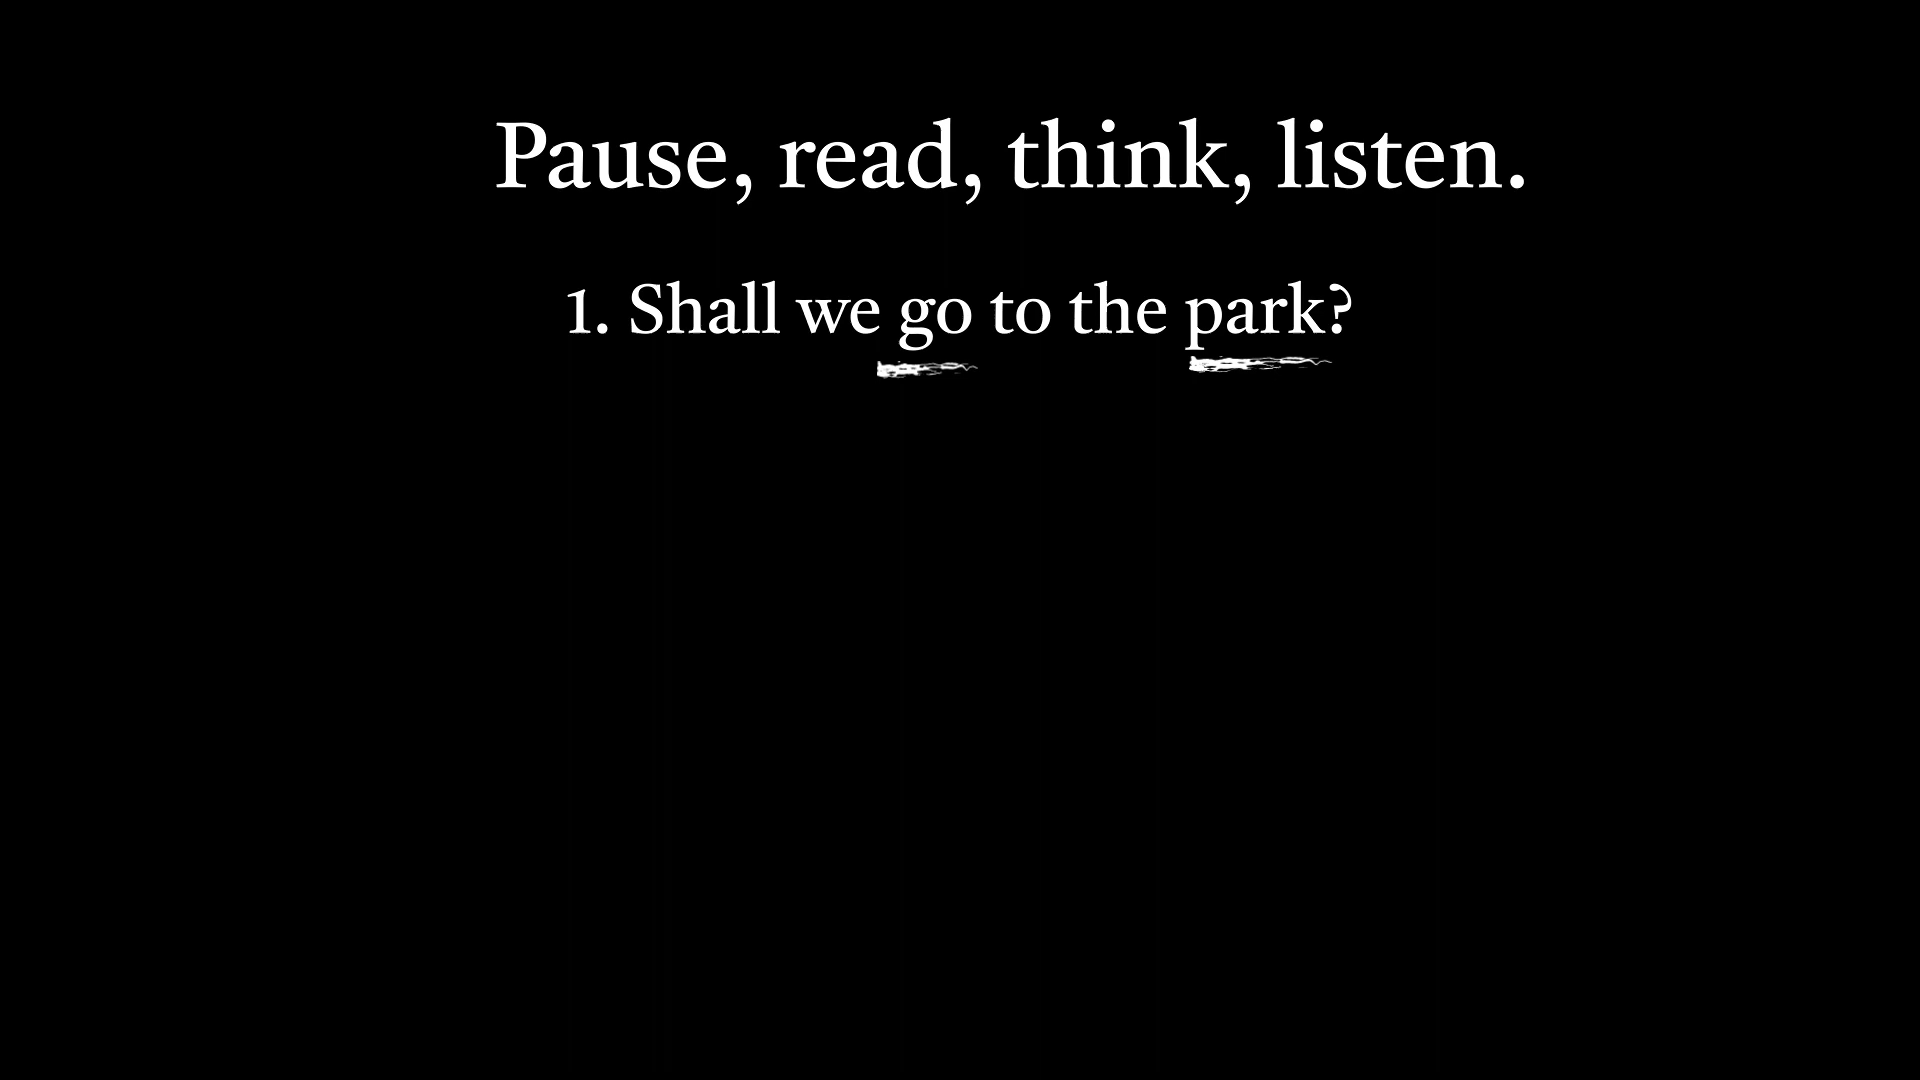 Pause, read, think, listen.
1. Shall we go to the park?